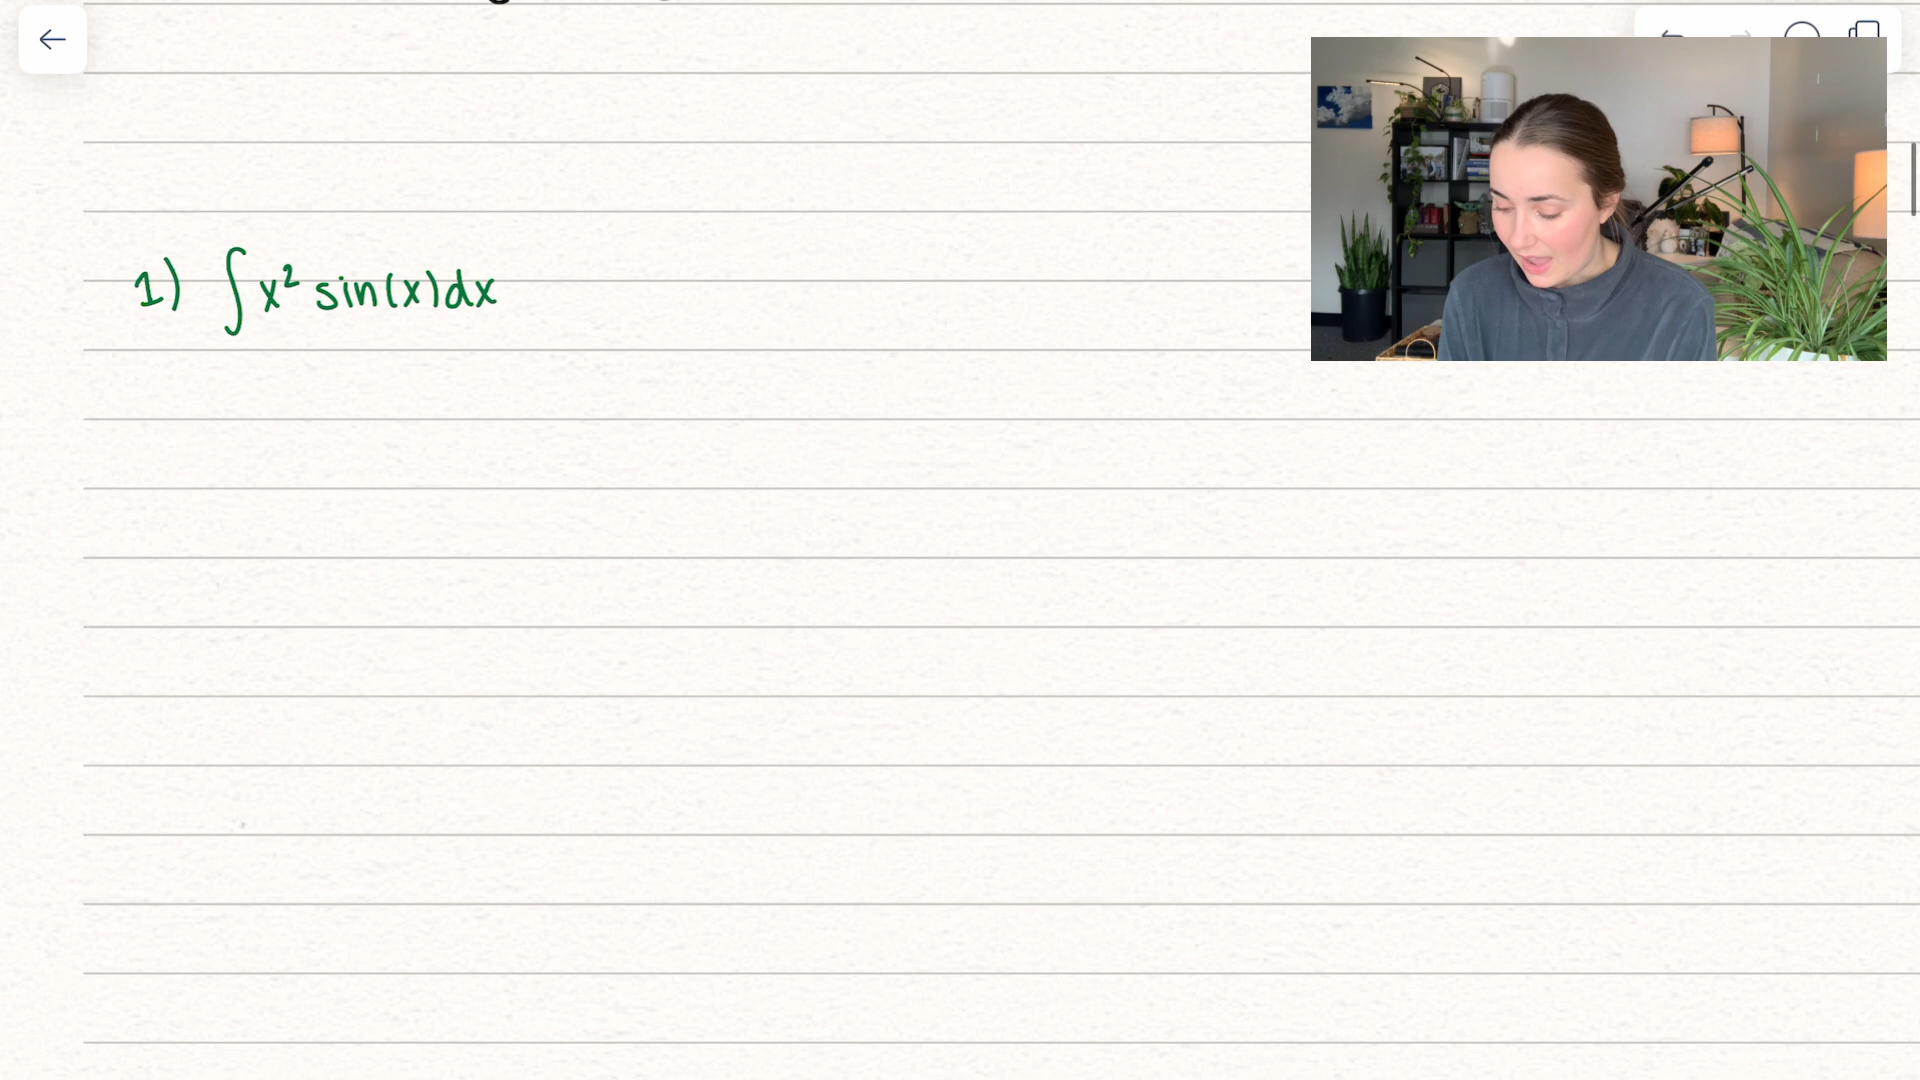 1) ∫ x² sin(x)dx